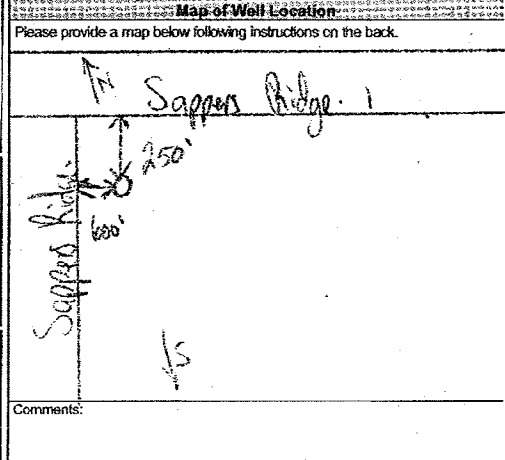 Map of Well Location
Please provide a map below following instructions on the back.
N
Sappers Ridge.
250'
600'
Sappers Ridge.
S
Comments: